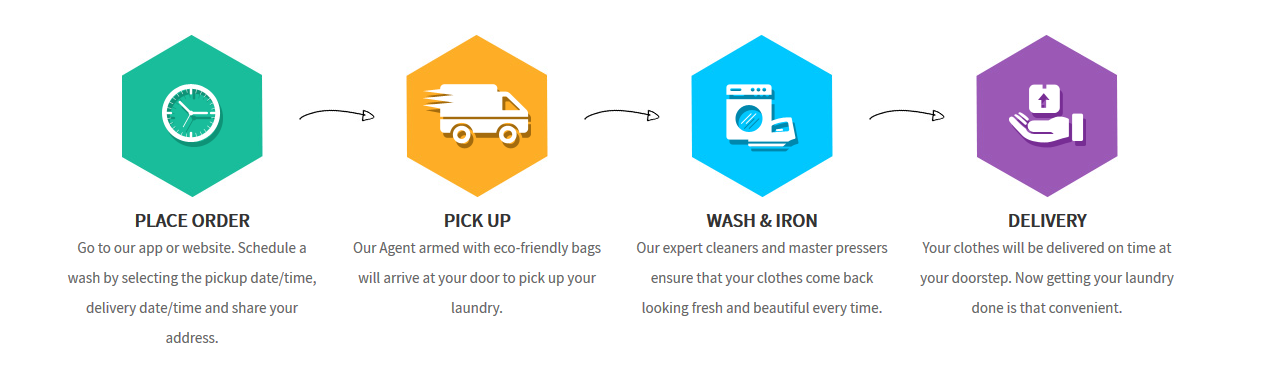 PLACE ORDER
Go to our app or website. Schedule a
wash by selecting the pickup date/time,
delivery date/time and share your
address.
PICK UP
Our Agent armed with eco-friendly bags
will arrive at your door to pick up your
laundry.
WASH & IRON
Our expert cleaners and master pressers
ensure that your clothes come back
looking fresh and beautiful every time.
DELIVERY
Your clothes will be delivered on time at
your doorstep. Now getting your laundry
done is that convenient.